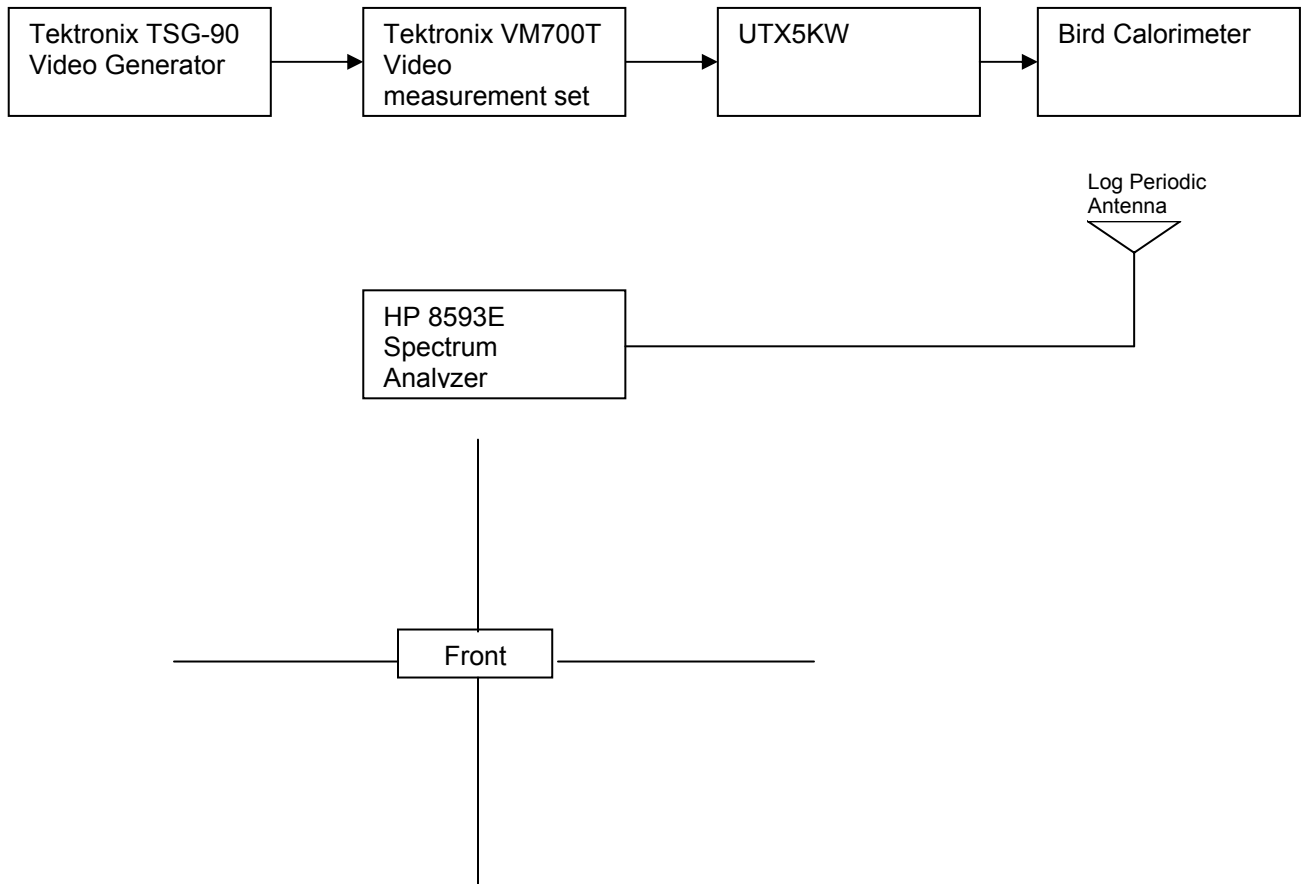 Tektronix TSG-90
Video Generator
Tektronix VM700T
Video
measurement set
UTX5KW
Bird Calorimeter
Log Periodic
Antenna
HP 8593E
Spectrum
Analyzer
Front